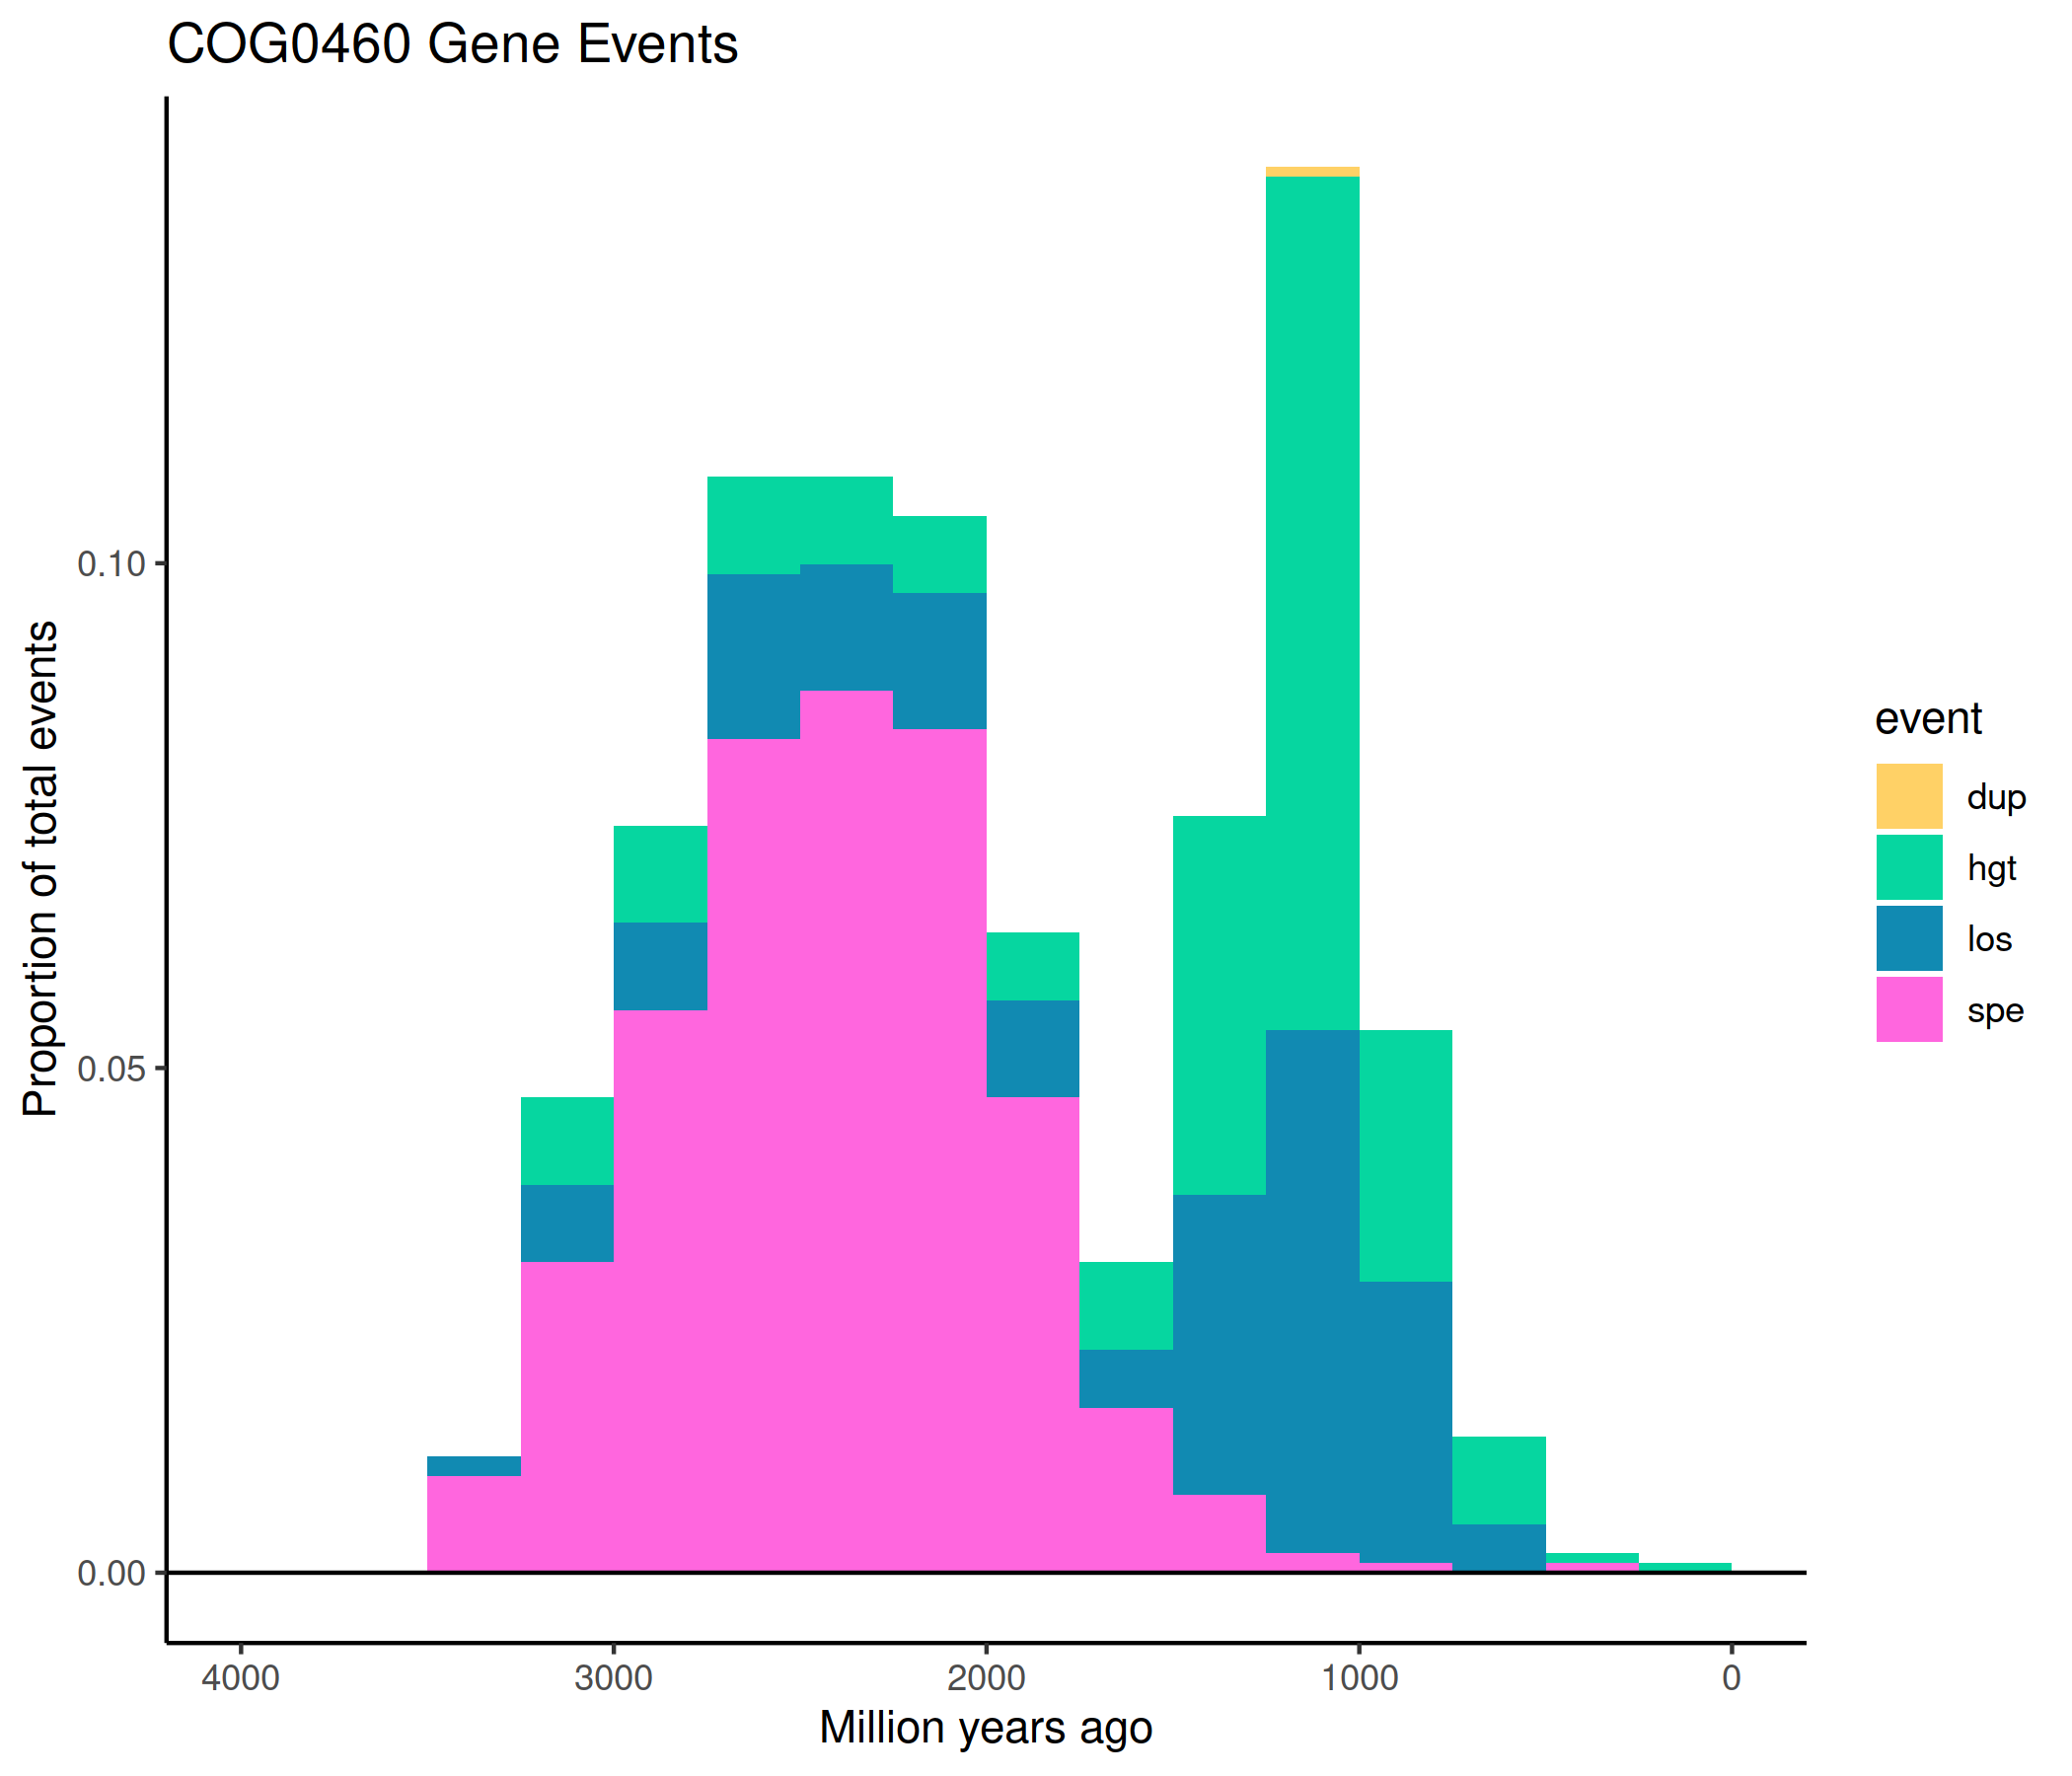 COG0460 Gene Events
Proportion of total events
0.10
0.05
0.00
4000 3000 2000 1000 0
Million years ago
event
dup
hgt
los
spe